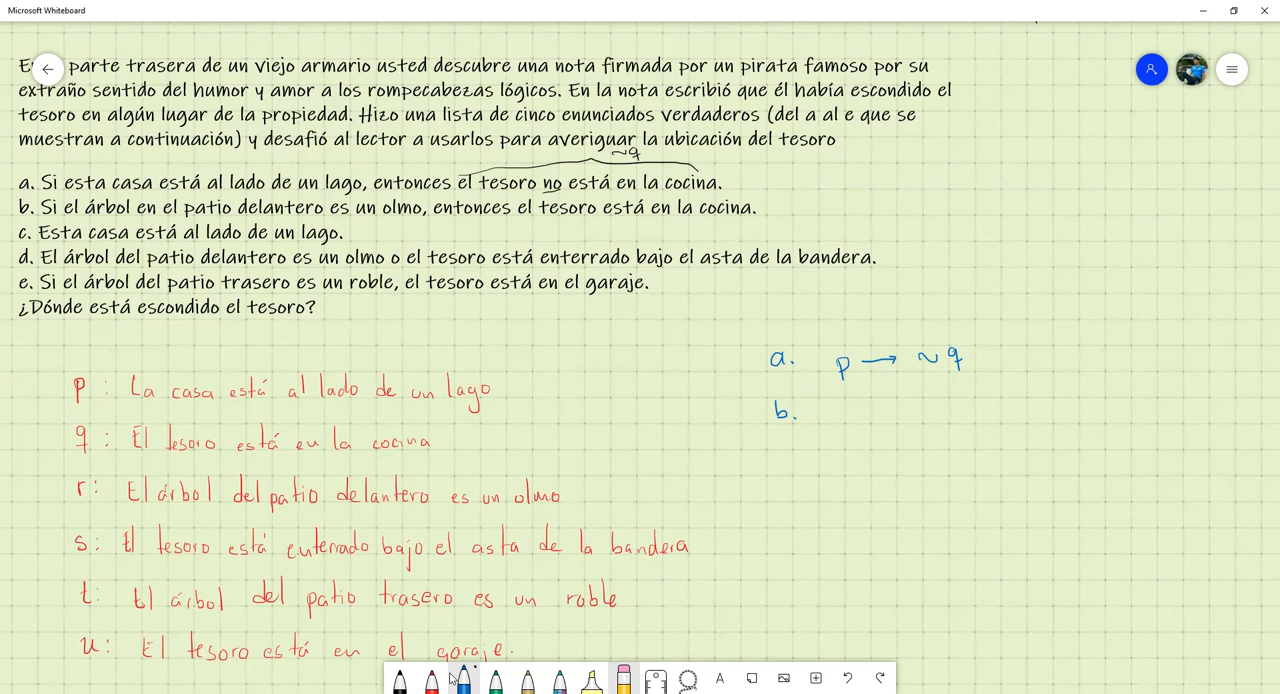 Microsoft Whiteboard
parte trasera de un viejo armario usted descubre una nota firmada por un pirata famoso por su
extraño sentido del humor y amor a los rompecabezas lógicos. En la nota escribió que él había escondido el
tesoro en algún lugar de la propiedad. Hizo una lista de cinco enunciados verdaderos (del a al e que se
muestran a continuación) y desafió al lector a usarlos para averiguar la ubicación del tesoro
~q
a. Si esta casa está al lado de un lago, entonces el tesoro no está en la cocina.
b. Si el árbol en el patio delantero es un olmo, entonces el tesoro está en la cocina.
c. Esta casa está al lado de un lago.
d. El árbol del patio delantero es un olmo o el tesoro está enterrado bajo el asta de la bandera.
e. Si el árbol del patio trasero es un roble, el tesoro está en el garaje.
¿Dónde está escondido el tesoro?
p : La casa está al lado de un lago
q : El tesoro está en la cocina
r : El árbol del patio delantero es un olmo
s : El tesoro está enterrado bajo el asta de la bandera
t : El árbol del patio trasero es un roble
u : El tesoro está en el garaje.
a. p → ~q
b.
A